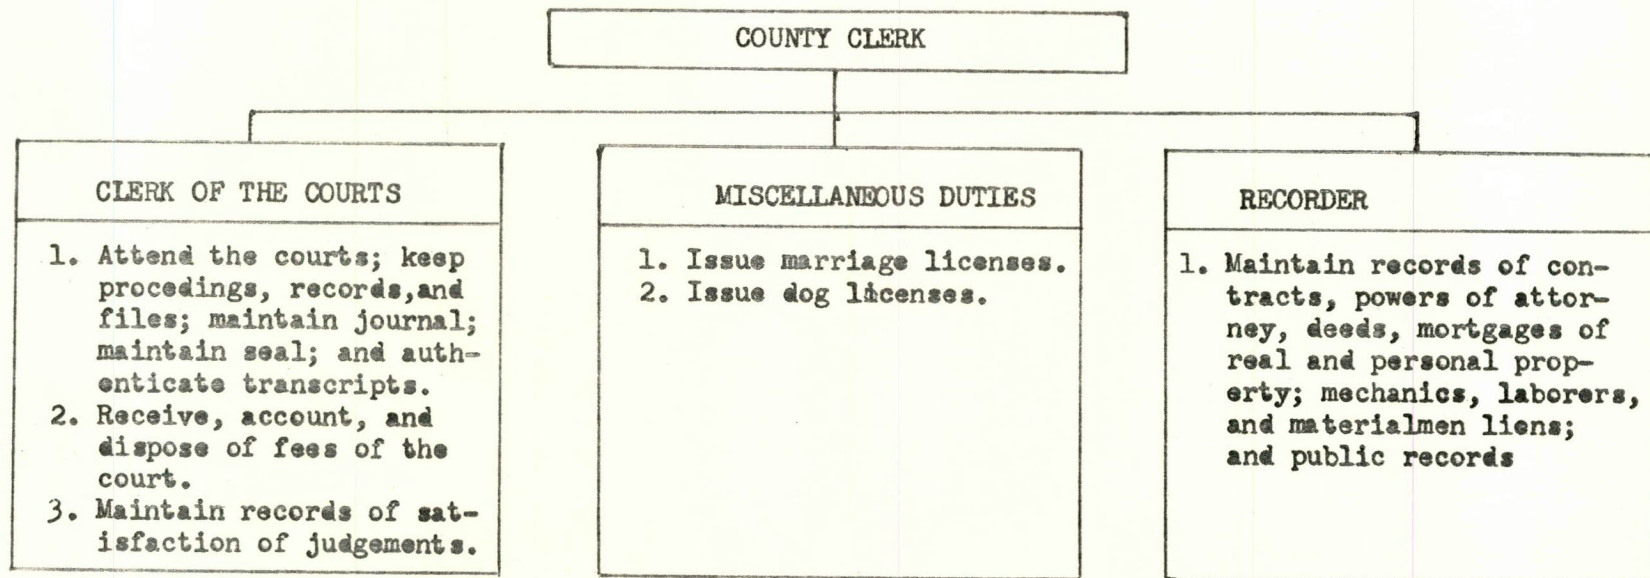 COUNTY CLERK
CLERK OF THE COURTS
1. Attend the courts; keep
procedings, records,and
files; maintain journal;
maintain seal; and auth-
enticate transcripts.
2. Receive, account, and
dispose of fees of the
court.
3. Maintain records of sat-
isfaction of judgements.
MISCELLANEOUS DUTIES
1. Issue marriage licenses.
2. Issue dog licenses.
RECORDER
1. Maintain records of con-
tracts, powers of attor-
ney, deeds, mortgages of
real and personal prop-
erty; mechanics, laborers,
and materialmen liens;
and public records